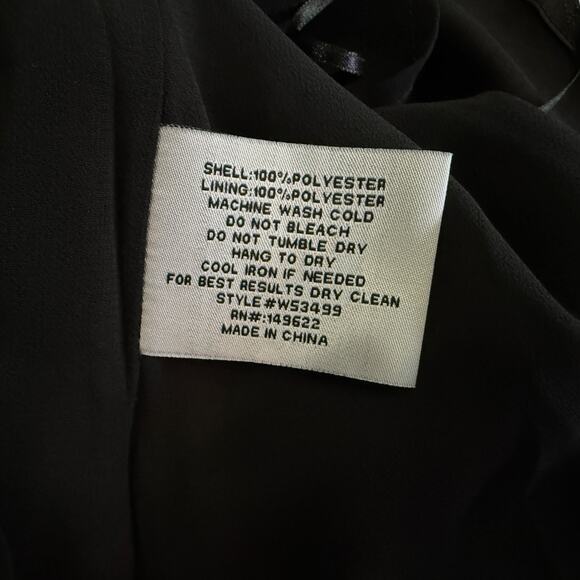 SHELL:100%POLYESTER
LINING:100%POLYESTER
MACHINE WASH COLD
DO NOT BLEACH
DO NOT TUMBLE DRY
HANG TO DRY
COOL IRON IF NEEDED
FOR BEST RESULTS DRY CLEAN
STYLE#W53499
RN#:149622
MADE IN CHINA